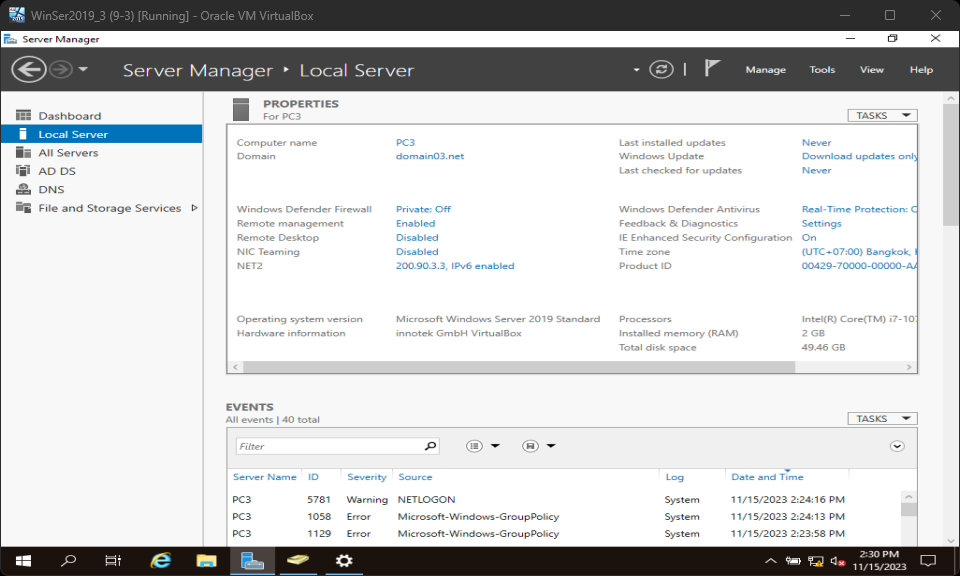 WinSer2019_3 (9-3) [Running] - Oracle VM VirtualBox
Server Manager
Server Manager ‣ Local Server
Manage Tools View Help
Dashboard
Local Server
All Servers
AD DS
DNS
File and Storage Services
PROPERTIES
For PC3
TASKS
Computer name PC3 Last installed updates Never
Domain domain03.net Windows Update Download updates only
Last checked for updates Never
Windows Defender Firewall Private: Off Windows Defender Antivirus Real-Time Protection:
Remote management Enabled Feedback & Diagnostics Settings
Remote Desktop Disabled IE Enhanced Security Configuration On
NIC Teaming Disabled Time zone (UTC+07:00) Bangkok,
NET2 200.90.3.3, IPv6 enabled Product ID 00429-70000-00000-AA
Operating system version Microsoft Windows Server 2019 Standard Processors Intel(R) Core(TM) i7-107
Hardware information innotek GmbH VirtualBox Installed memory (RAM) 2 GB
Total disk space 49.46 GB
EVENTS
All events | 40 total
TASKS
Filter
Server Name ID Severity Source Log Date and Time
PC3 5781 Warning NETLOGON System 11/15/2023 2:24:16 PM
PC3 1058 Error Microsoft-Windows-GroupPolicy System 11/15/2023 2:24:13 PM
PC3 1129 Error Microsoft-Windows-GroupPolicy System 11/15/2023 2:23:58 PM
2:30 PM
11/15/2023